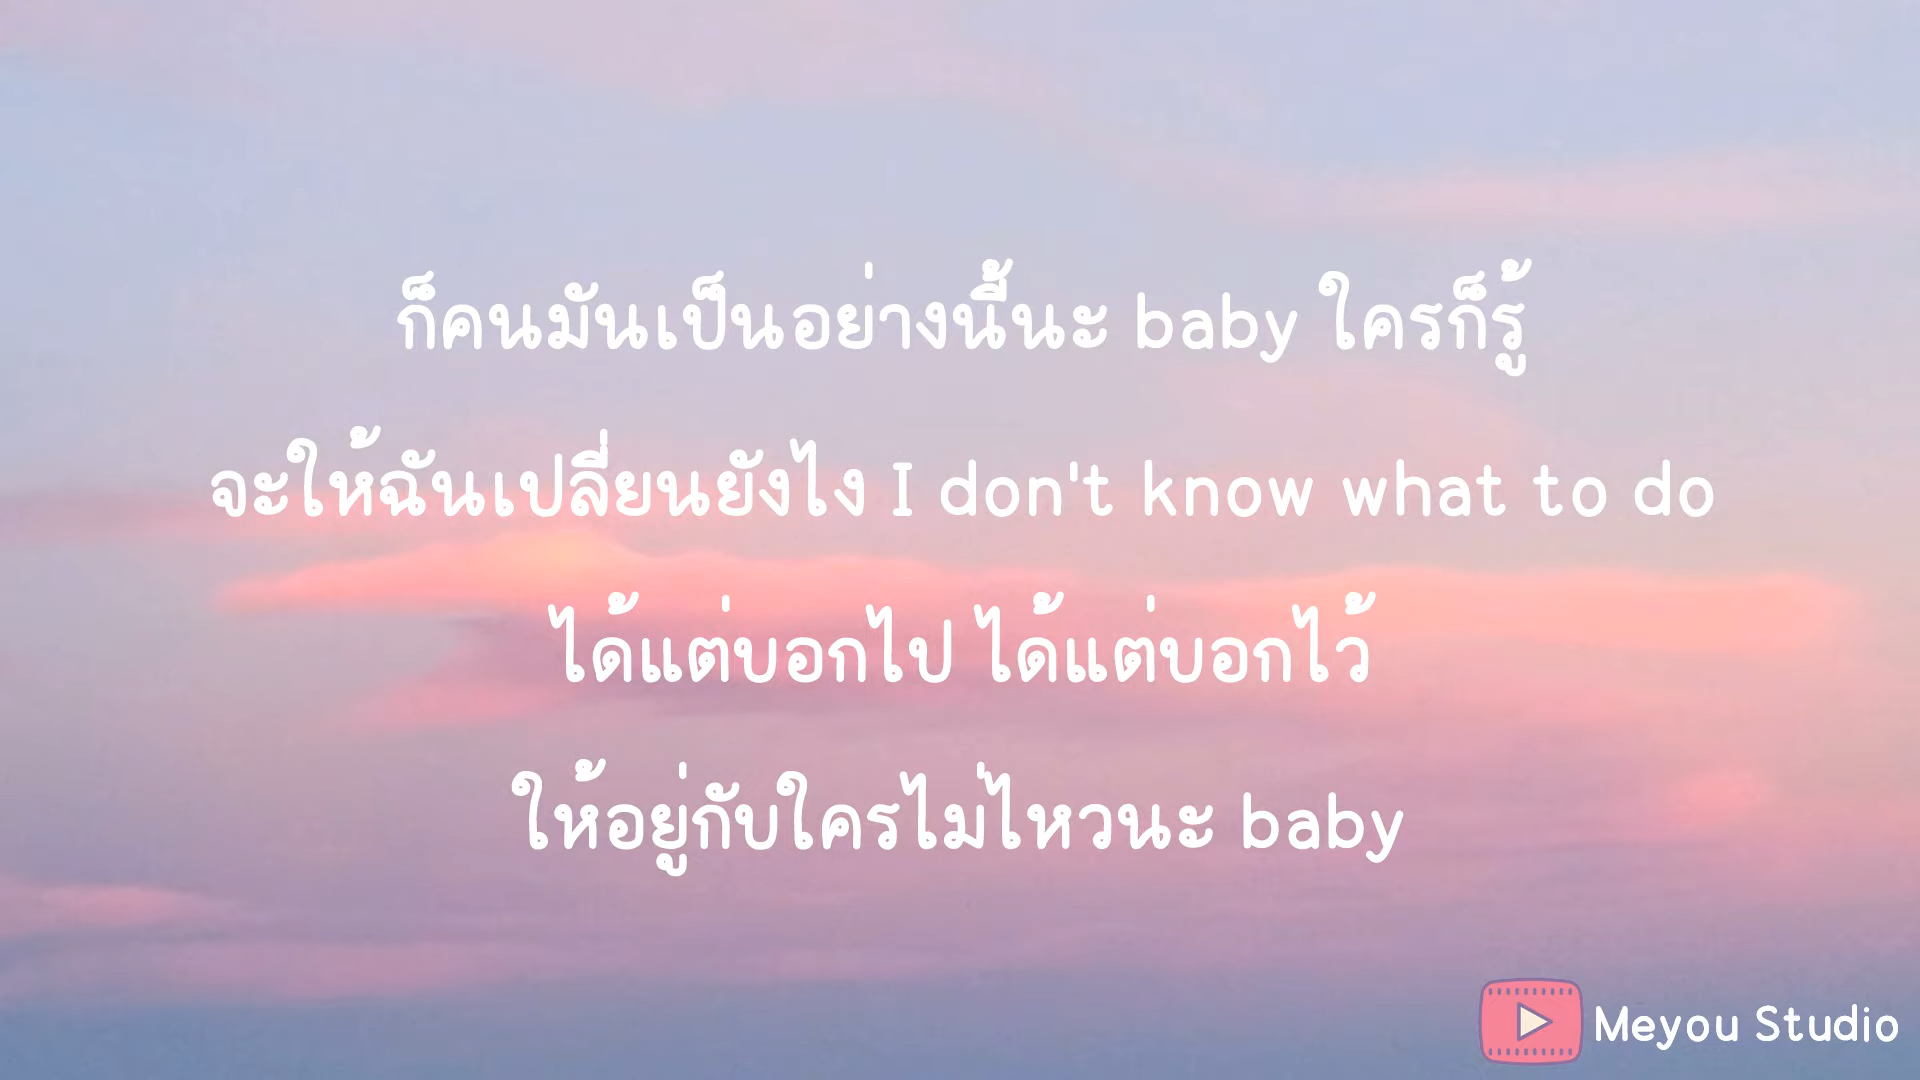 ก็คนมันเป็นอย่างนี้นะ baby ใครก็รู้
จะให้ฉันเปลี่ยนยังไง I don't know what to do
ได้แต่บอกไป ได้แต่บอกไว้
ให้อยู่กับใครไม่ไหวนะ baby
Meyou Studio